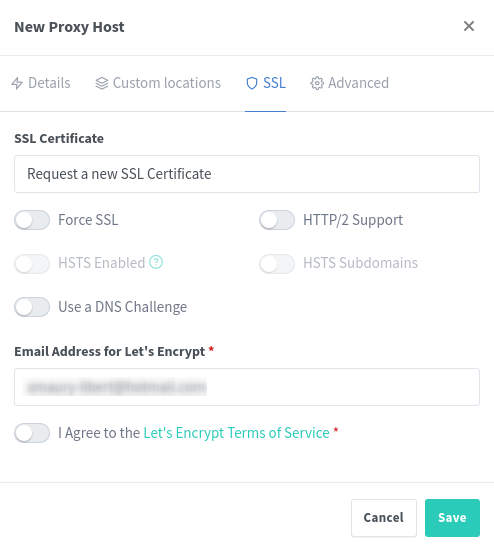 New Proxy Host
Details Custom locations SSL Advanced
SSL Certificate
Request a new SSL Certificate
Force SSL HTTP/2 Support
HSTS Enabled ? HSTS Subdomains
Use a DNS Challenge
Email Address for Let's Encrypt *
I Agree to the Let's Encrypt Terms of Service *
Cancel Save